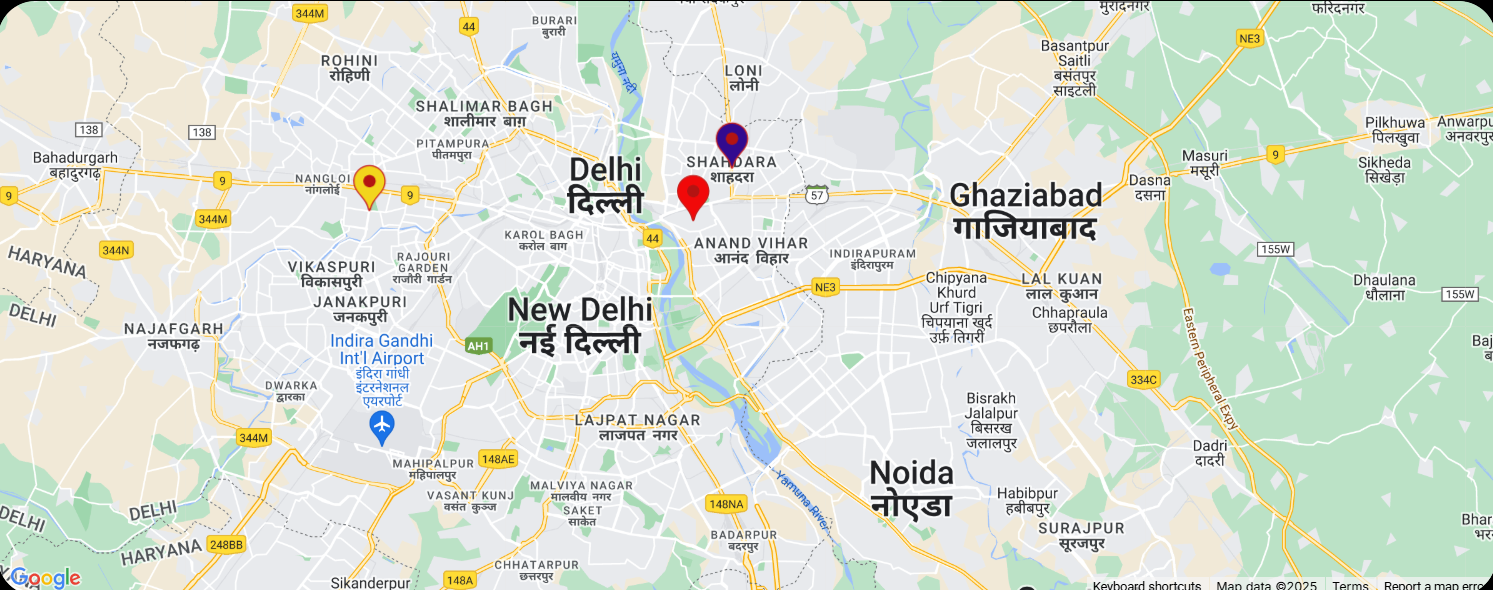 344M
BURARI
बुरारी
44
मुरादनगर
फरिदनगर
NE3
Basantpur
Saitli
बसंतपुर
साइटली
ROHINI
रोहिणी
यमुना नदी
LONI
लोनी
SHALIMAR BAGH
शालीमार बाग़
138
138
PITAMPURA
पीतमपुरा
Pilkhuwa
पिलखुवा
Anwarpu
अनवरपु
Bahadurgarh
बहादुरगढ़
Delhi
दिल्ली
SHAHDARA
शाहदरा
Masuri
मसूरी
9
Sikheda
सिखेड़ा
NANGLOI
नांगलोई
9
9
9
Dasna
दसना
57
Ghaziabad
गाजियाबाद
344M
344N
KAROL BAGH
करोल बाग
44
ANAND VIHAR
आनंद विहार
INDIRAPURAM
इंदिरापुरम
155W
HARYANA
DELHI
VIKASPURI
विकासपुरी
RAJOURI
GARDEN
राजौरी गार्डन
JANAKPURI
जनकपुरी
NE3
Chipyana
Khurd
Urf Tigri
चिपयाना खुर्द
उर्फ़ तिगरी
LAL KUAN
लाल कुआन
Chhapraula
छपरौला
Dhaulana
धौलाना
155W
NAJAFGARH
नजफगढ़
New Delhi
नई दिल्ली
Indira Gandhi
Int'l Airport
इंदिरा गांधी
इंटरनेशनल
एयरपोर्ट
AH1
Eastern Peripheral Expy
Baj
DWARKA
द्वारका
334C
LAJPAT NAGAR
लाजपत नगर
Bisrakh
Jalalpur
बिसरख
जलालपुर
344M
Dadri
दादरी
MAHIPALPUR
महिपालपुर
148AE
Noida
नोएडा
VASANT KUNJ
वसंत कुञ्ज
MALVIYA NAGAR
मालवीय नगर
SAKET
साकेत
Yamuna River
Habibpur
हबीबपुर
148NA
DELHI
DELHI
HARYANA
248BB
BADARPUR
बदरपुर
SURAJPUR
सूरजपुर
Bhar
CHHATARPUR
छत्तरपुर
148A
Sikanderpur
Google
Keyboard shortcuts Map data ©2025 Terms Report a map erro